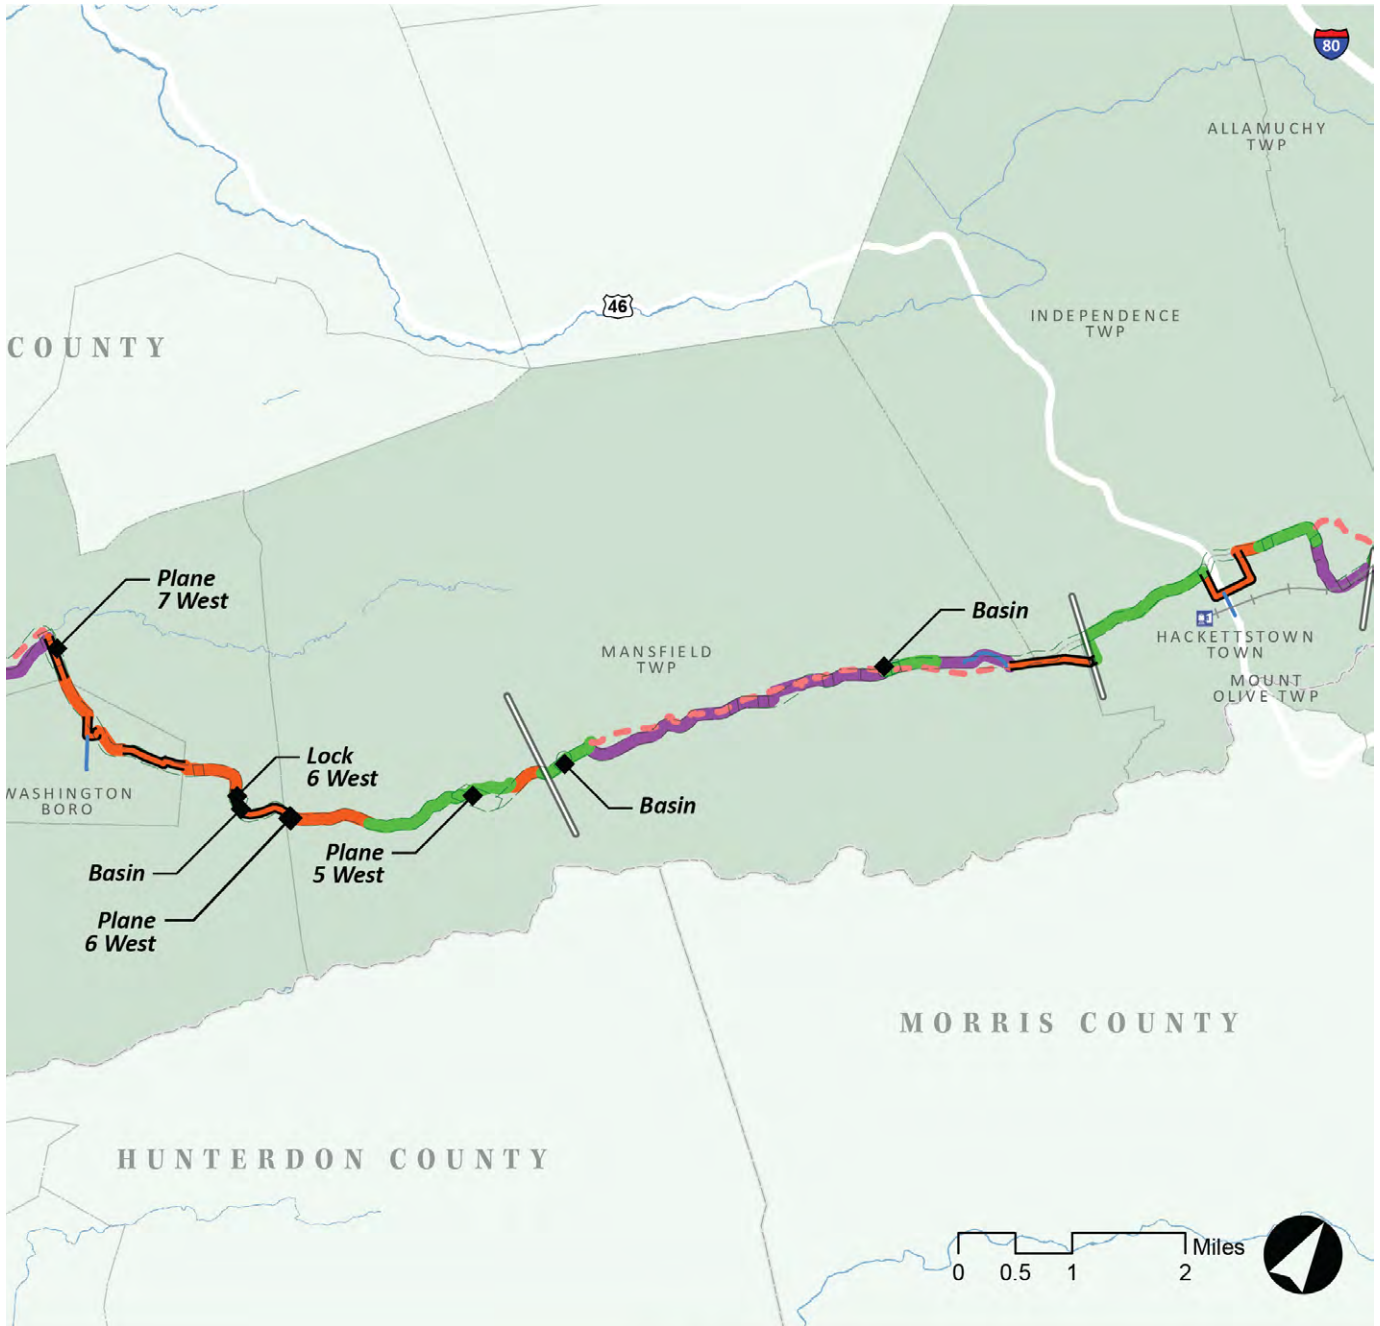 80
ALLAMUCHY
TWP
46
INDEPENDENCE
TWP
COUNTY
Plane
7 West
Basin
HACKETTSTOWN
TOWN
MANSFIELD
TWP
MOUNT
OLIVE TWP
Lock
6 West
WASHINGTON
BORO
Basin
Plane
5 West
Basin
Plane
6 West
MORRIS COUNTY
HUNTERDON COUNTY
Miles
0 0.5 1 2